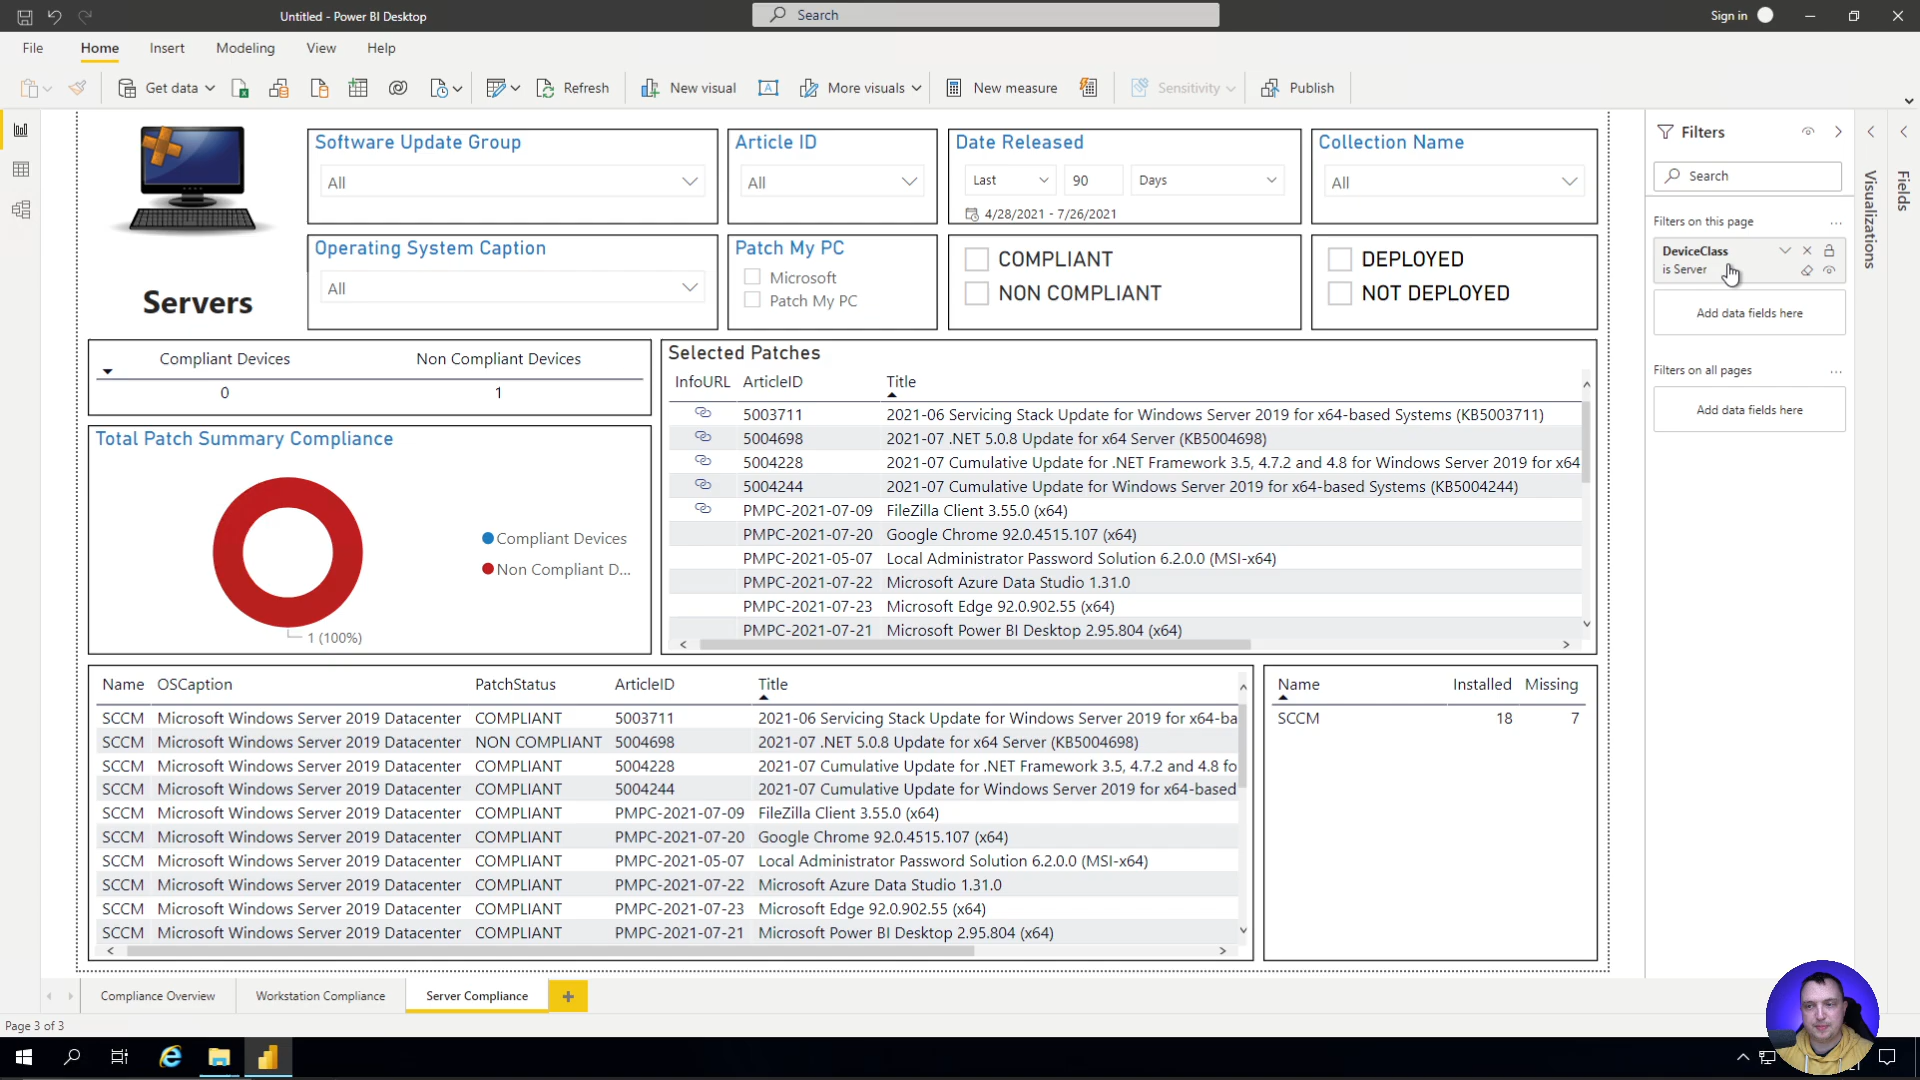 Untitled - Power BI Desktop
Search
Sign in
File Home Insert Modeling View Help
Get data
Refresh
New visual
More visuals
New measure
Sensitivity
Publish
Software Update Group
All
Article ID
All
Date Released
Last 90 Days
4/28/2021 - 7/26/2021
Collection Name
All
Servers
Operating System Caption
All
Patch My PC
Microsoft
Patch My PC
COMPLIANT
NON COMPLIANT
DEPLOYED
NOT DEPLOYED
Compliant Devices Non Compliant Devices
0 1
Total Patch Summary Compliance
Compliant Devices
Non Compliant D...
1 (100%)
Selected Patches
InfoURL ArticleID Title
5003711 2021-06 Servicing Stack Update for Windows Server 2019 for x64-based Systems (KB5003711)
5004698 2021-07 .NET 5.0.8 Update for x64 Server (KB5004698)
5004228 2021-07 Cumulative Update for .NET Framework 3.5, 4.7.2 and 4.8 for Windows Server 2019 for x64
5004244 2021-07 Cumulative Update for Windows Server 2019 for x64-based Systems (KB5004244)
PMPC-2021-07-09 FileZilla Client 3.55.0 (x64)
PMPC-2021-07-20 Google Chrome 92.0.4515.107 (x64)
PMPC-2021-05-07 Local Administrator Password Solution 6.2.0.0 (MSI-x64)
PMPC-2021-07-22 Microsoft Azure Data Studio 1.31.0
PMPC-2021-07-23 Microsoft Edge 92.0.902.55 (x64)
PMPC-2021-07-21 Microsoft Power BI Desktop 2.95.804 (x64)
Name OSCaption PatchStatus ArticleID Title
SCCM Microsoft Windows Server 2019 Datacenter COMPLIANT 5003711 2021-06 Servicing Stack Update for Windows Server 2019 for x64-ba
SCCM Microsoft Windows Server 2019 Datacenter NON COMPLIANT 5004698 2021-07 .NET 5.0.8 Update for x64 Server (KB5004698)
SCCM Microsoft Windows Server 2019 Datacenter COMPLIANT 5004228 2021-07 Cumulative Update for .NET Framework 3.5, 4.7.2 and 4.8 fo
SCCM Microsoft Windows Server 2019 Datacenter COMPLIANT 5004244 2021-07 Cumulative Update for Windows Server 2019 for x64-based
SCCM Microsoft Windows Server 2019 Datacenter COMPLIANT PMPC-2021-07-09 FileZilla Client 3.55.0 (x64)
SCCM Microsoft Windows Server 2019 Datacenter COMPLIANT PMPC-2021-07-20 Google Chrome 92.0.4515.107 (x64)
SCCM Microsoft Windows Server 2019 Datacenter COMPLIANT PMPC-2021-05-07 Local Administrator Password Solution 6.2.0.0 (MSI-x64)
SCCM Microsoft Windows Server 2019 Datacenter COMPLIANT PMPC-2021-07-22 Microsoft Azure Data Studio 1.31.0
SCCM Microsoft Windows Server 2019 Datacenter COMPLIANT PMPC-2021-07-23 Microsoft Edge 92.0.902.55 (x64)
SCCM Microsoft Windows Server 2019 Datacenter COMPLIANT PMPC-2021-07-21 Microsoft Power BI Desktop 2.95.804 (x64)
Name Installed Missing
SCCM 18 7
Filters
Search
Filters on this page
DeviceClass
is Server
Add data fields here
Filters on all pages
Add data fields here
Visualizations
Fields
Compliance Overview Workstation Compliance Server Compliance
Page 3 of 3